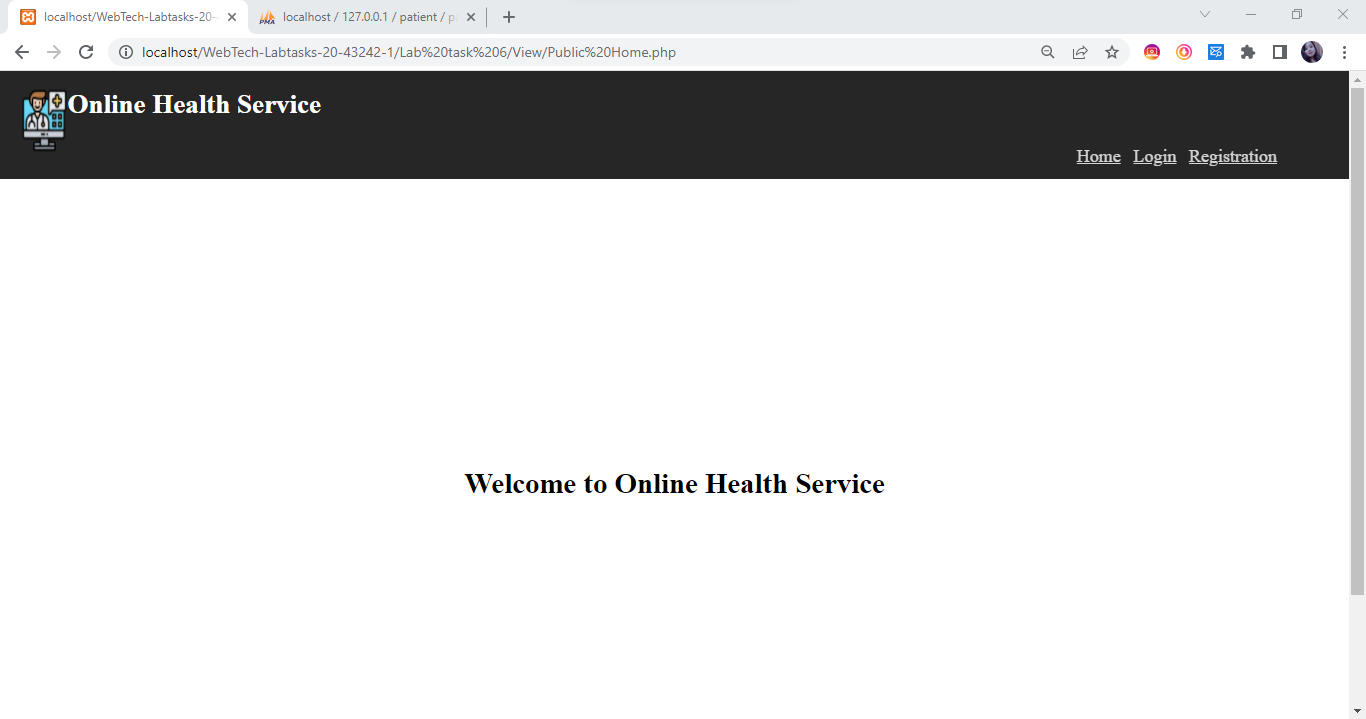 localhost/WebTech-Labtasks-20-
localhost / 127.0.0.1 / patient / p
localhost/WebTech-Labtasks-20-43242-1/Lab%20task%206/View/Public%20Home.php
Online Health Service
Home Login Registration
Welcome to Online Health Service